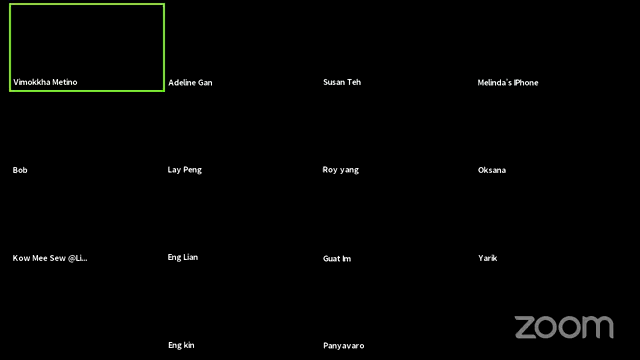 Vimokkha Metino
Adeline Gan
Susan Teh
Melinda's IPhone
Bob
Lay Peng
Roy yang
Oksana
Kow Mee Sew @Li...
Eng Lian
Guat Im
Yarik
Eng kin
Panyavaro
zoom